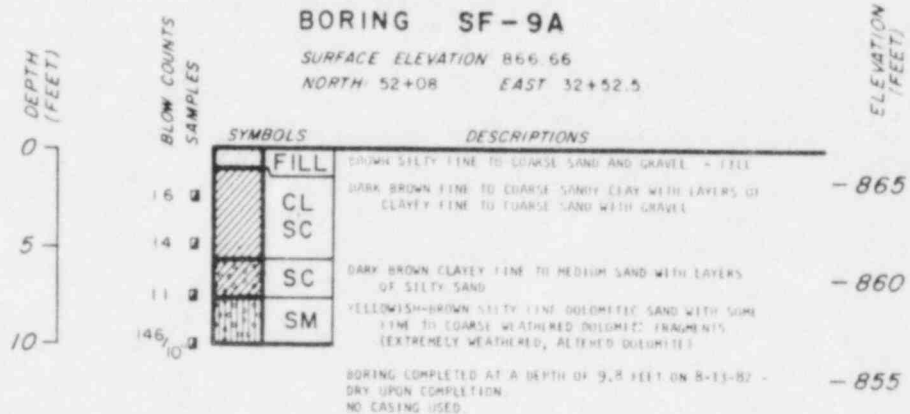 BORING SF-9A
SURFACE ELEVATION 866.66
NORTH 52+08 EAST 32+52.5
DEPTH (FEET)
BLOW COUNTS
SAMPLES
ELEVATION (FEET)
SYMBOLS DESCRIPTIONS
0
FILL BROWN SILTY FINE TO COARSE SAND AND GRAVEL - FILL
16 CL SC DARK BROWN FINE TO COARSE SANDY CLAY WITH LAYERS OF -865
CLAYEY FINE TO COARSE SAND WITH GRAVEL
5 14
SC DARK BROWN CLAYEY FINE TO MEDIUM SAND WITH LAYERS -860
11 OF SILTY SAND
SM YELLOWISH-BROWN SILTY FINE DOLOMITIC SAND WITH SOME
FINE TO COARSE WEATHERED DOLOMITE FRAGMENTS
10 146/10 (EXTREMELY WEATHERED, ALTERED DOLOMITE)
BORING COMPLETED AT A DEPTH OF 9.8 FEET ON 8-13-82 - -855
DRY UPON COMPLETION.
NO CASING USED.